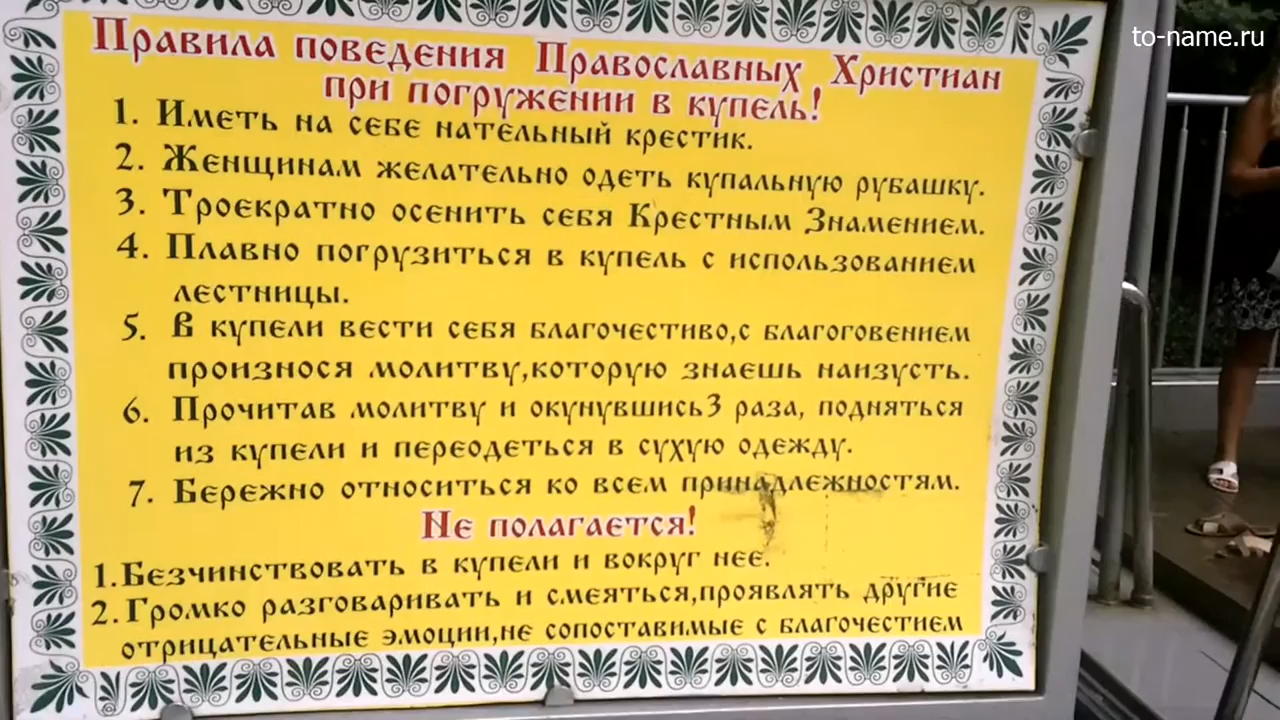 to-name.ru
Правила поведения Православных Христиан
при погружении в купель!
1. Иметь на себе нательный крестик.
2. Женщинам желательно одеть купальную рубашку.
3. Троекратно осенить себя Крестным Знамением.
4. Плавно погрузиться в купель с использованием
лестницы.
5. В купели вести себя благочестиво,с благоговением
произнося молитву,которую знаешь наизусть.
6. Прочитав молитву и окунувшись3 раза, подняться
из купели и переодеться в сухую одежду.
7. Бережно относиться ко всем принадлежностям.
Не полагается!
1.Безчинствовать в купели и вокруг нее.
2.Громко разговаривать и смеяться,проявлять другие
отрицательные эмоции,не сопоставимые с благочестием